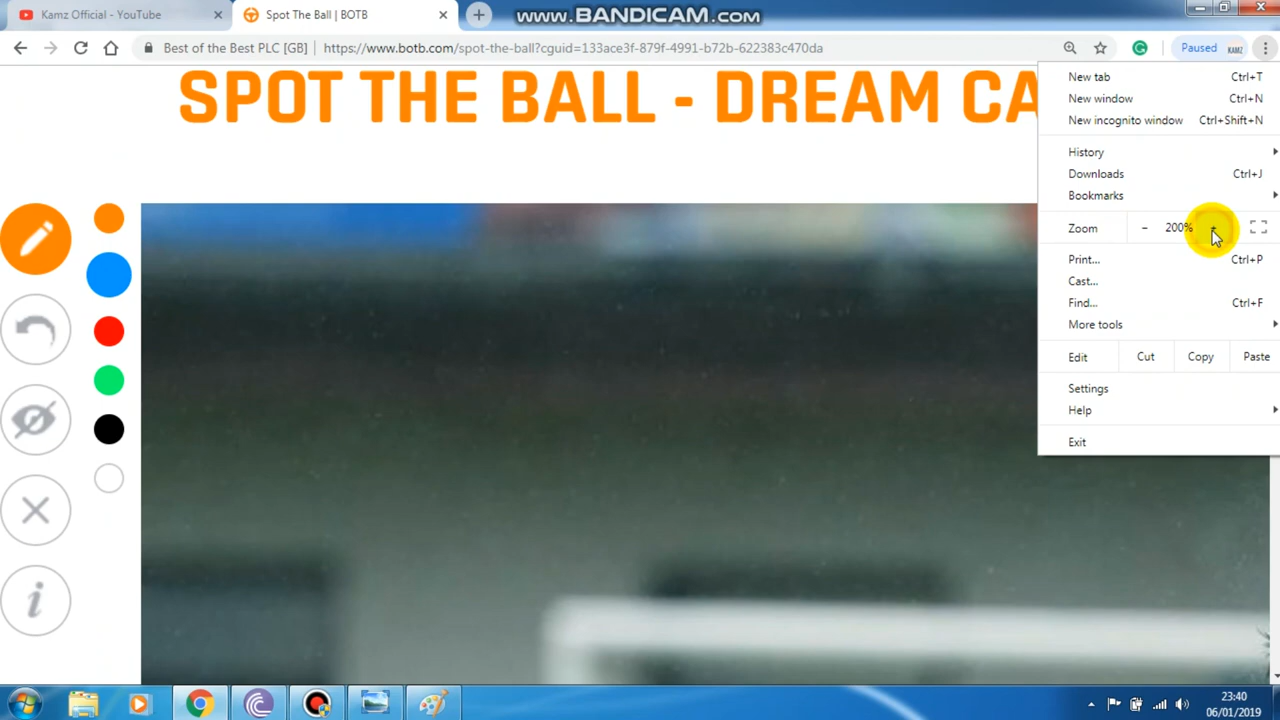 Kamz Official - YouTube
Spot The Ball | BOTB
www.BANDICAM.com
Best of the Best PLC [GB]
https://www.botb.com/spot-the-ball?cguid=133ace3f-879f-4991-b72b-622383c470da
Paused
KAMZ
SPOT THE BALL - DREAM CA
New tab Ctrl+T
New window Ctrl+N
New incognito window Ctrl+Shift+N
History
Downloads Ctrl+J
Bookmarks
Zoom - 200% +
Print... Ctrl+P
Cast...
Find... Ctrl+F
More tools
Edit Cut Copy Paste
Settings
Help
Exit
23:40
06/01/2019